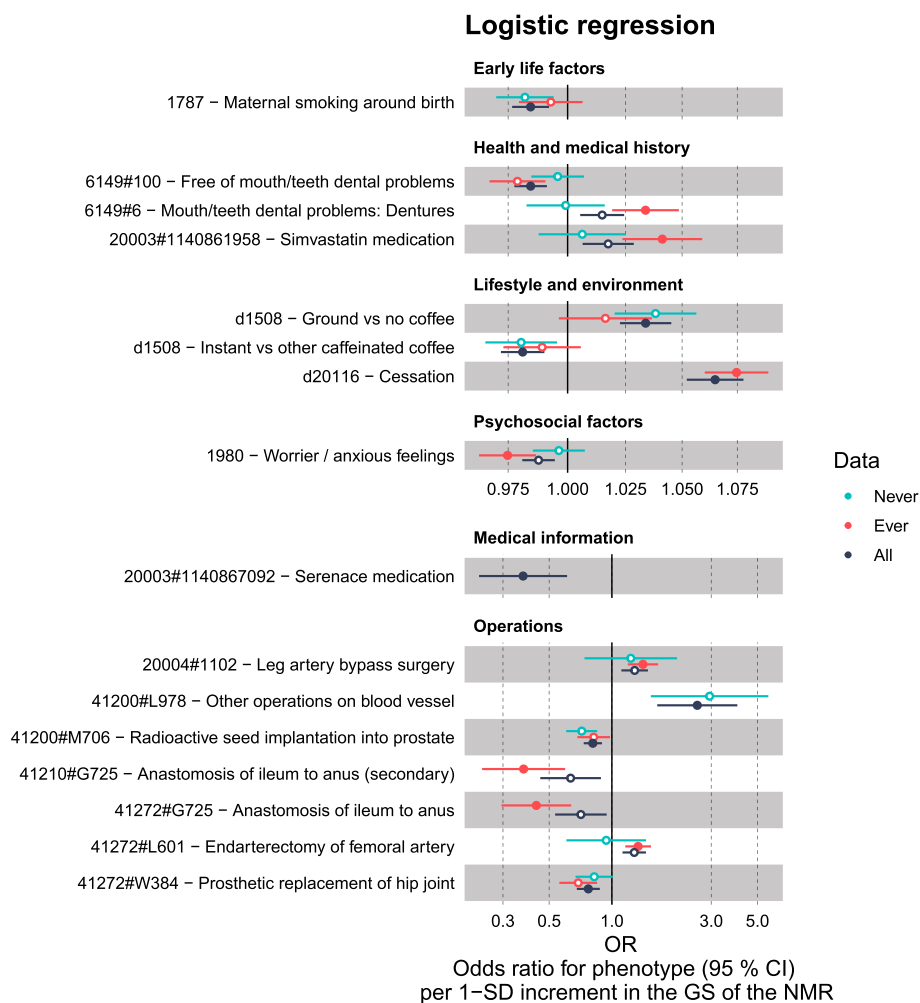 Logistic regression
Early life factors
1787 − Maternal smoking around birth
Health and medical history
6149#100 − Free of mouth/teeth dental problems
6149#6 − Mouth/teeth dental problems: Dentures
20003#1140861958 − Simvastatin medication
Lifestyle and environment
d1508 − Ground vs no coffee
d1508 − Instant vs other caffeinated coffee
d20116 − Cessation
Psychosocial factors
1980 − Worrier / anxious feelings
0.975 1.000 1.025 1.050 1.075
Data
Never
Ever
All
Medical information
20003#1140867092 − Serenace medication
Operations
20004#1102 − Leg artery bypass surgery
41200#L978 − Other operations on blood vessel
41200#M706 − Radioactive seed implantation into prostate
41210#G725 − Anastomosis of ileum to anus (secondary)
41272#G725 − Anastomosis of ileum to anus
41272#L601 − Endarterectomy of femoral artery
41272#W384 − Prosthetic replacement of hip joint
0.3 0.5 1.0 3.0 5.0
OR
Odds ratio for phenotype (95 % CI)
per 1−SD increment in the GS of the NMR